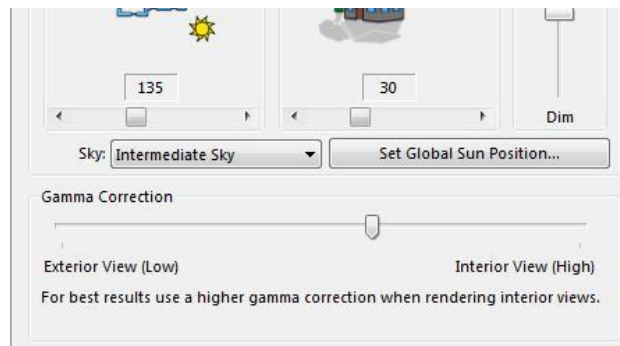 135
30
Dim
Sky: Intermediate Sky
Set Global Sun Position...
Gamma Correction
Exterior View (Low)
Interior View (High)
For best results use a higher gamma correction when rendering interior views.